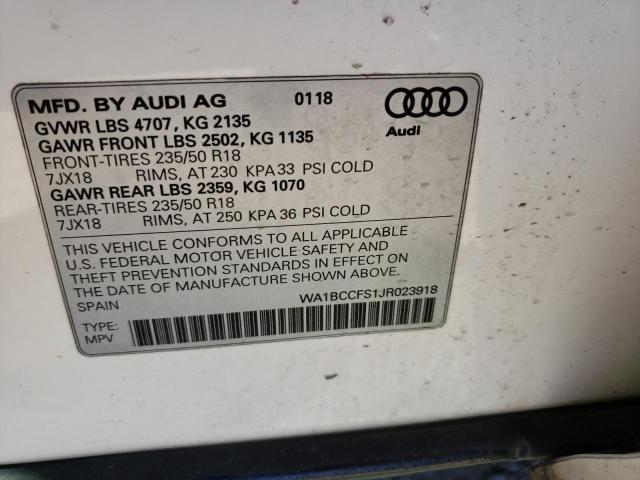 MFD. BY AUDI AG 0118
GVWR LBS 4707, KG 2135
GAWR FRONT LBS 2502, KG 1135
FRONT-TIRES 235/50 R18
7JX18 RIMS, AT 230 KPA 33 PSI COLD
GAWR REAR LBS 2359, KG 1070
REAR-TIRES 235/50 R18
7JX18 RIMS, AT 250 KPA 36 PSI COLD
Audi
THIS VEHICLE CONFORMS TO ALL APPLICABLE
U.S. FEDERAL MOTOR VEHICLE SAFETY AND
THEFT PREVENTION STANDARDS IN EFFECT ON
THE DATE OF MANUFACTURE SHOWN ABOVE.
SPAIN WA1BCCFS1JR023918
TYPE:
MPV